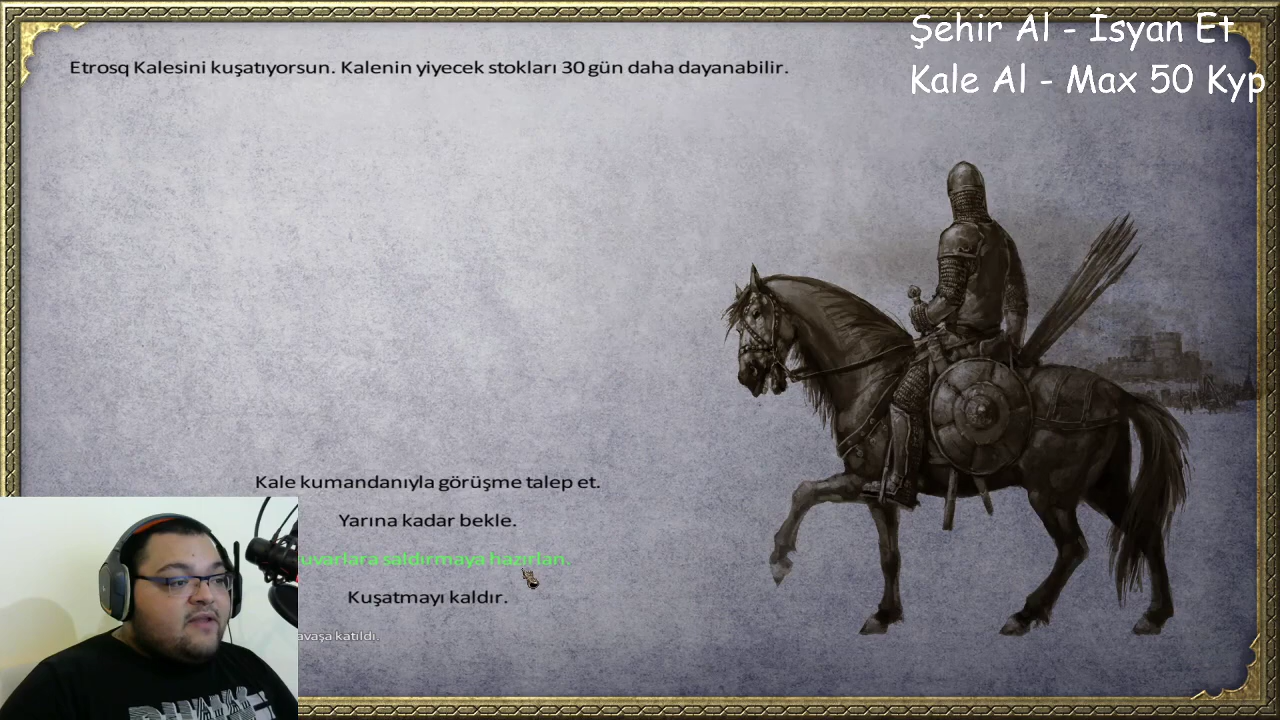 Şehir Al - İsyan Et
Kale Al - Max 50 Kyp
Etrosq Kalesini kuşatıyorsun. Kalenin yiyecek stokları 30 gün daha dayanabilir.
Kale kumandanıyla görüşme talep et.
Yarına kadar bekle.
uvarlara saldırmaya hazırlan.
Kuşatmayı kaldır.
avaşa katıldı.